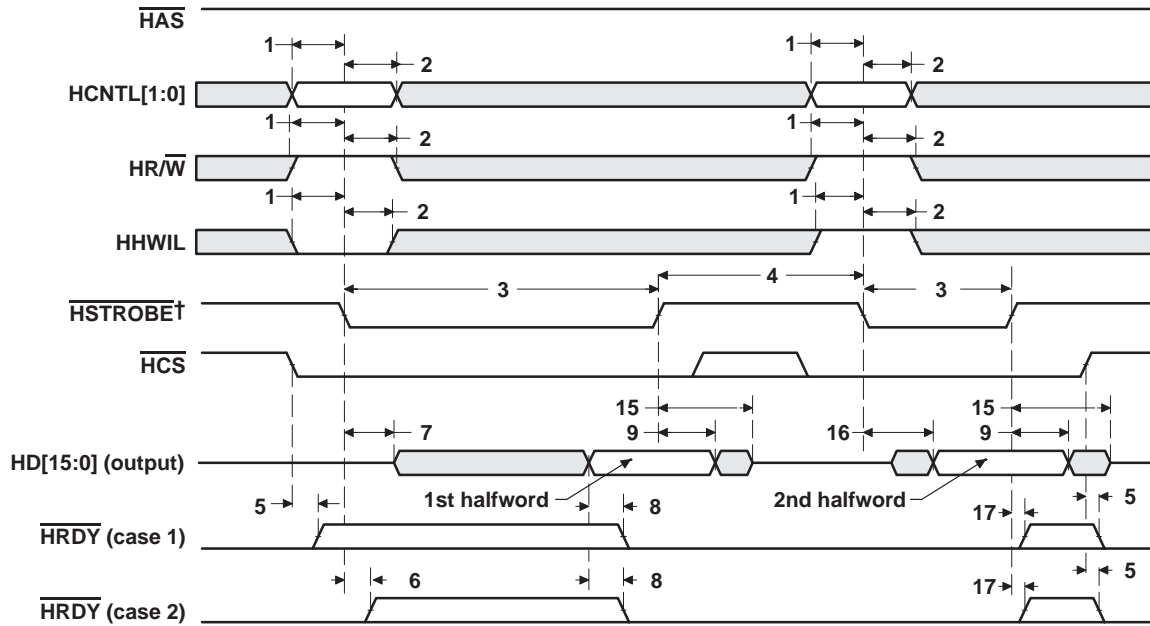 HAS
1
1
2
2
HCNTL[1:0]
1
1
2
2
HR/W
1
1
2
2
HHWIL
4
3
3
HSTROBE†
HCS
15
15
7
9
16
9
HD[15:0] (output)
1st halfword
2nd halfword
5
8
17
5
HRDY (case 1)
6
8
17
5
HRDY (case 2)